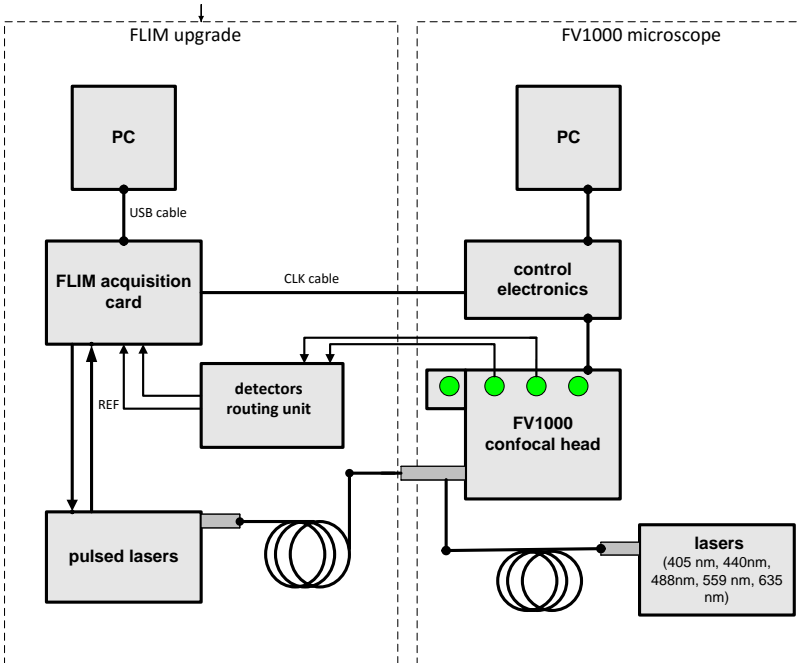 FLIM upgrade
FV1000 microscope
PC
PC
USB cable
FLIM acquisition
card
CLK cable
control
electronics
REF
detectors
routing unit
FV1000
confocal head
pulsed lasers
lasers
(405 nm, 440nm,
488nm, 559 nm, 635
nm)